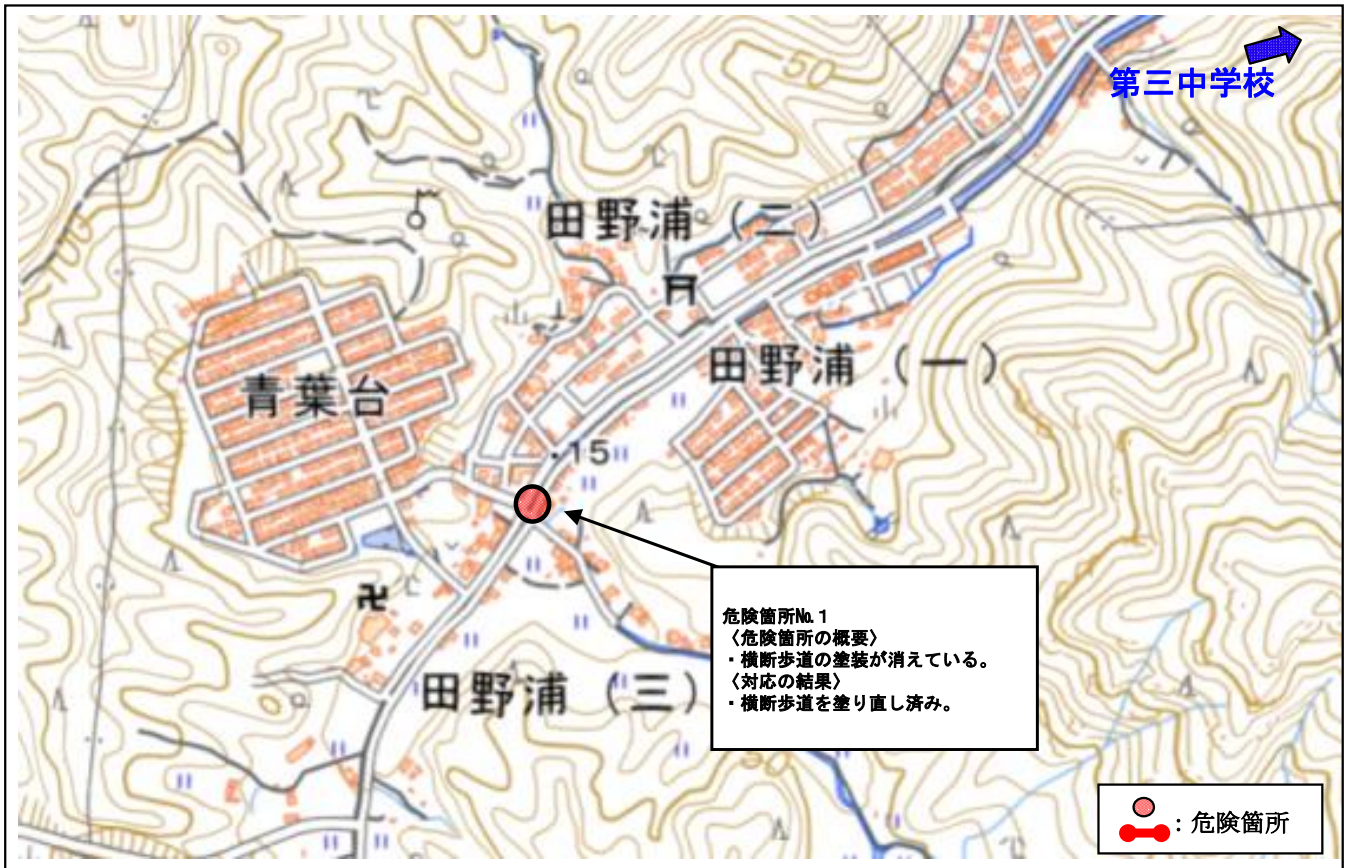 第三中学校
50
田野浦（二）
田野浦（一）
青葉台
・15
危険箇所№1
〈危険箇所の概要〉
・横断歩道の塗装が消えている。
〈対応の結果〉
・横断歩道を塗り直し済み。
田野浦（三）
：危険箇所